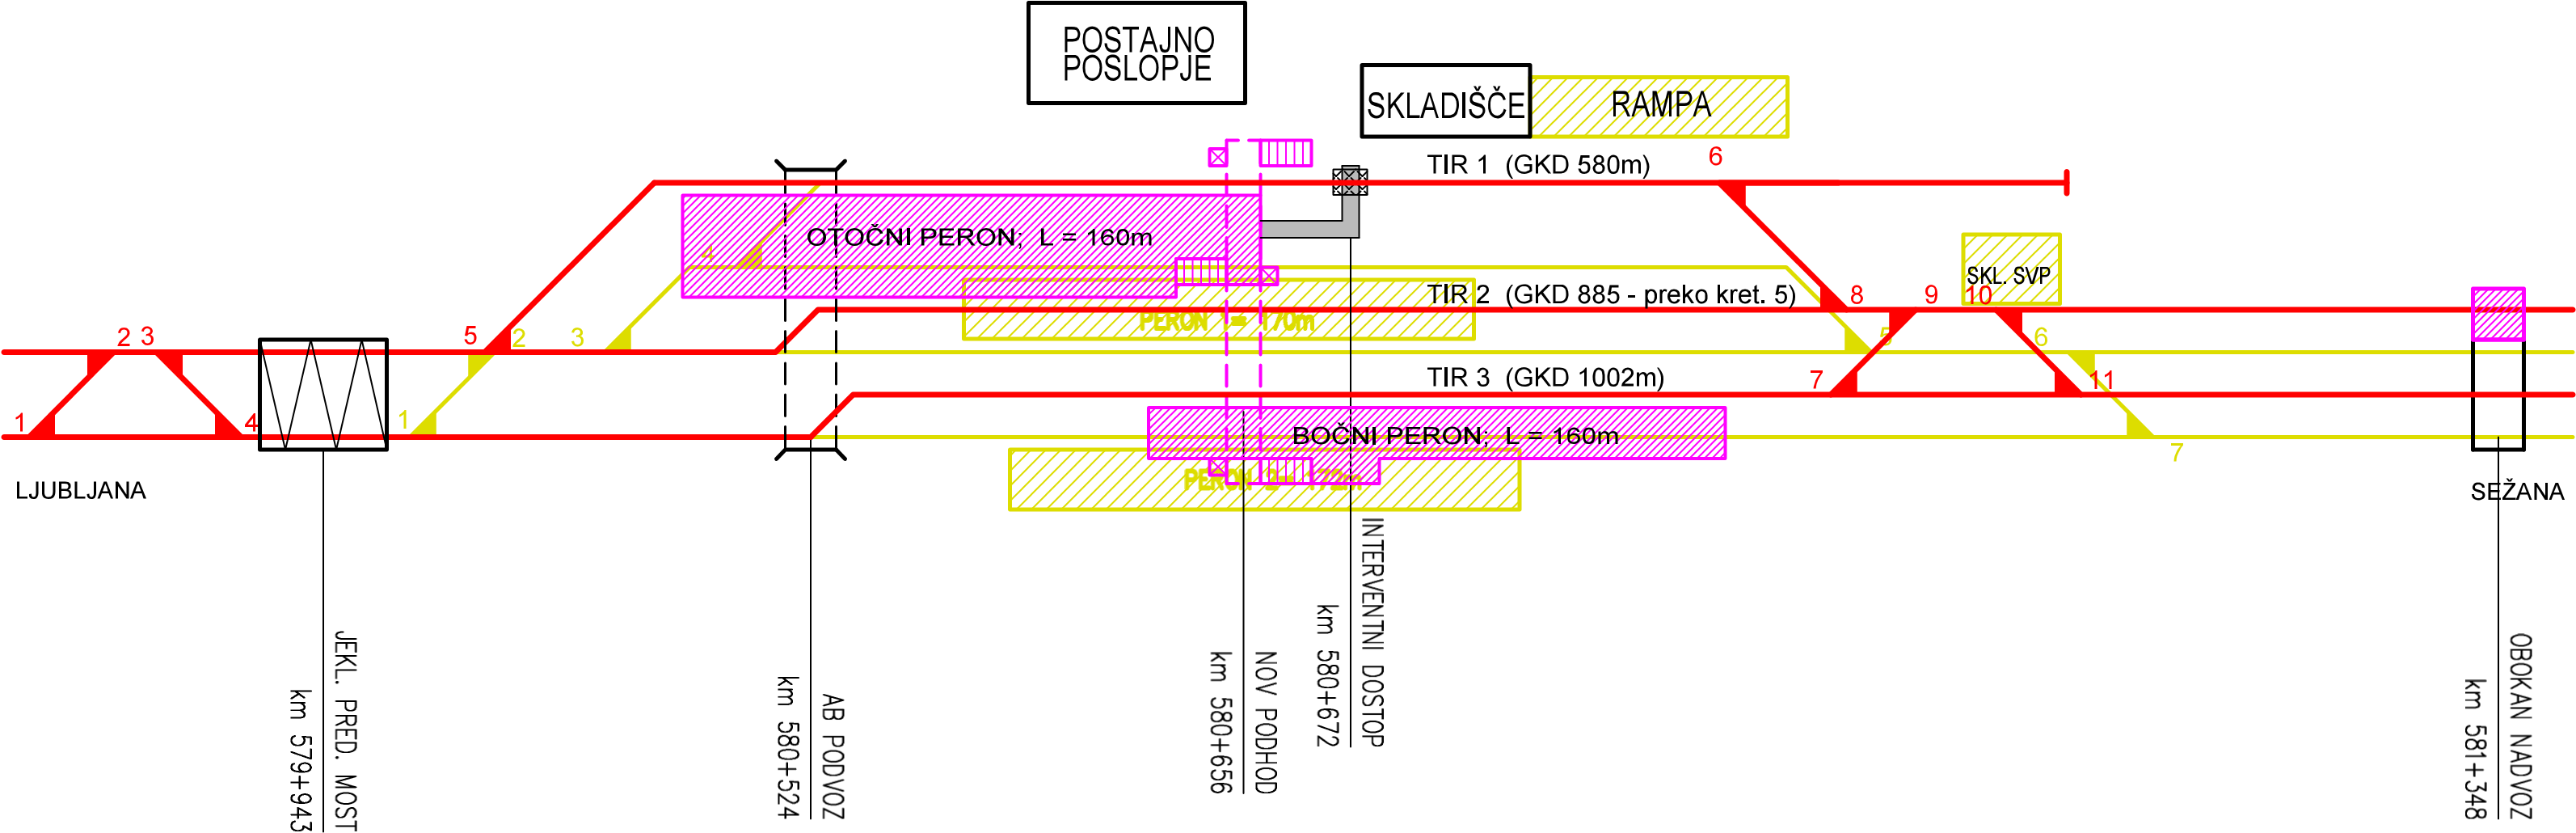 POSTAJNO
POSLOPJE
SKLADIŠČE
RAMPA
TIR 1 (GKD 580m)
6
OTOČNI PERON; L = 160m
4
SKL. SVP
TIR 2 (GKD 885 - preko kret. 5)
8
9
10
2
3
5
2
3
5
6
TIR 3 (GKD 1002m)
7
11
1
4
1
BOČNI PERON; L = 160m
7
LJUBLJANA
SEŽANA
JEKL. PRED. MOST
km 579+943
AB PODVOZ
km 580+524
NOV PODHOD
km 580+656
INTERVENTNI DOSTOP
km 580+672
OBOKAN NADVOZ
km 581+348